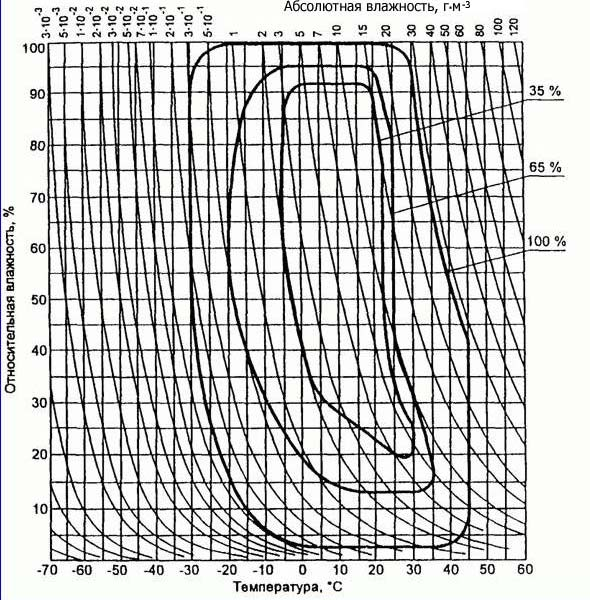 Абсолютная влажность, г·м-3
3·10-3 5·10-3 1·10-2 2·10-2 3·10-2 5·10-2 7·10-1 1·10-1 2·10-1 3·10-1 5·10-1 1 2 3 5 7 10 15 20 30 40 50 60 80 100 120
100
90
80
70
60
50
40
30
20
10
Относительная влажность, %
35 %
65 %
100 %
-70 -60 -50 -40 -30 -20 -10 0 10 20 30 40 50 60
Температура, °C